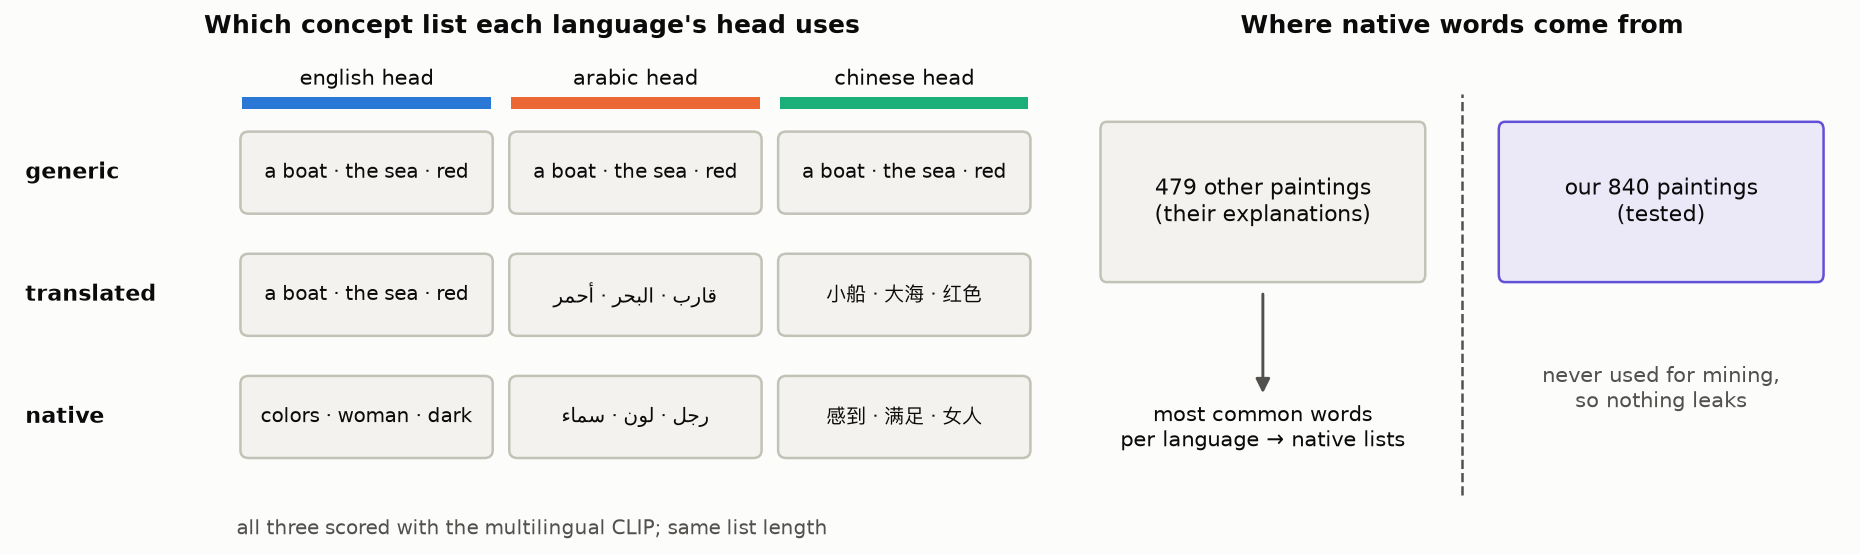 Which concept list each language's head uses
english head
arabic head
chinese head
generic
a boat · the sea · red
a boat · the sea · red
a boat · the sea · red
translated
a boat · the sea · red
قارب · البحر · أحمر
小船 · 大海 · 红色
native
colors · woman · dark
رجل · لون · سماء
感到 · 满足 · 女人
all three scored with the multilingual CLIP; same list length
Where native words come from
479 other paintings
(their explanations)
most common words
per language → native lists
our 840 paintings
(tested)
never used for mining,
so nothing leaks